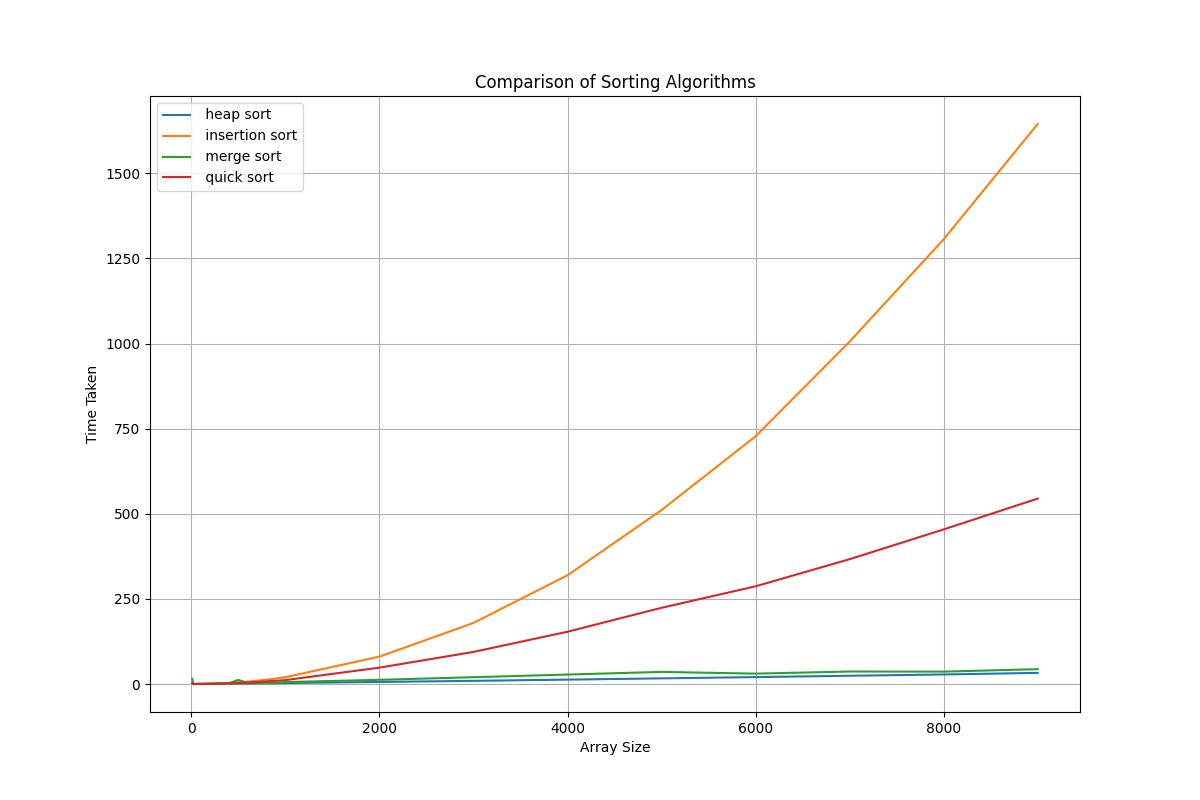 Comparison of Sorting Algorithms
heap sort
insertion sort
merge sort
quick sort
1500
1250
1000
750
500
250
0
Time Taken
0 2000 4000 6000 8000
Array Size